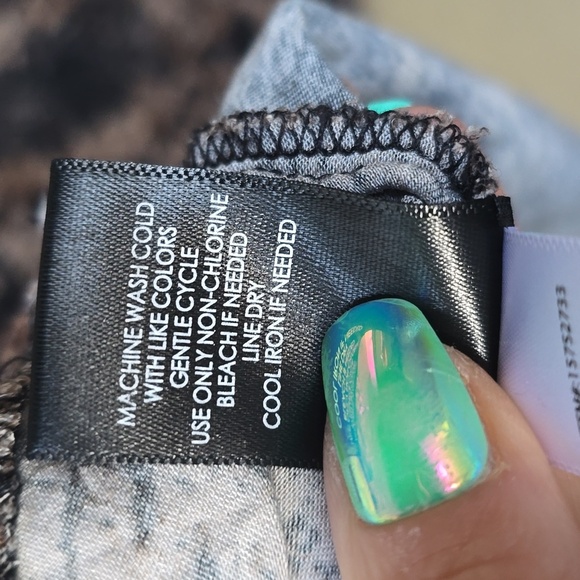 MACHINE WASH COLD
WITH LIKE COLORS
GENTLE CYCLE
USE ONLY NON-CHLORINE
BLEACH IF NEEDED
LINE DRY
COOL IRON IF NEEDED